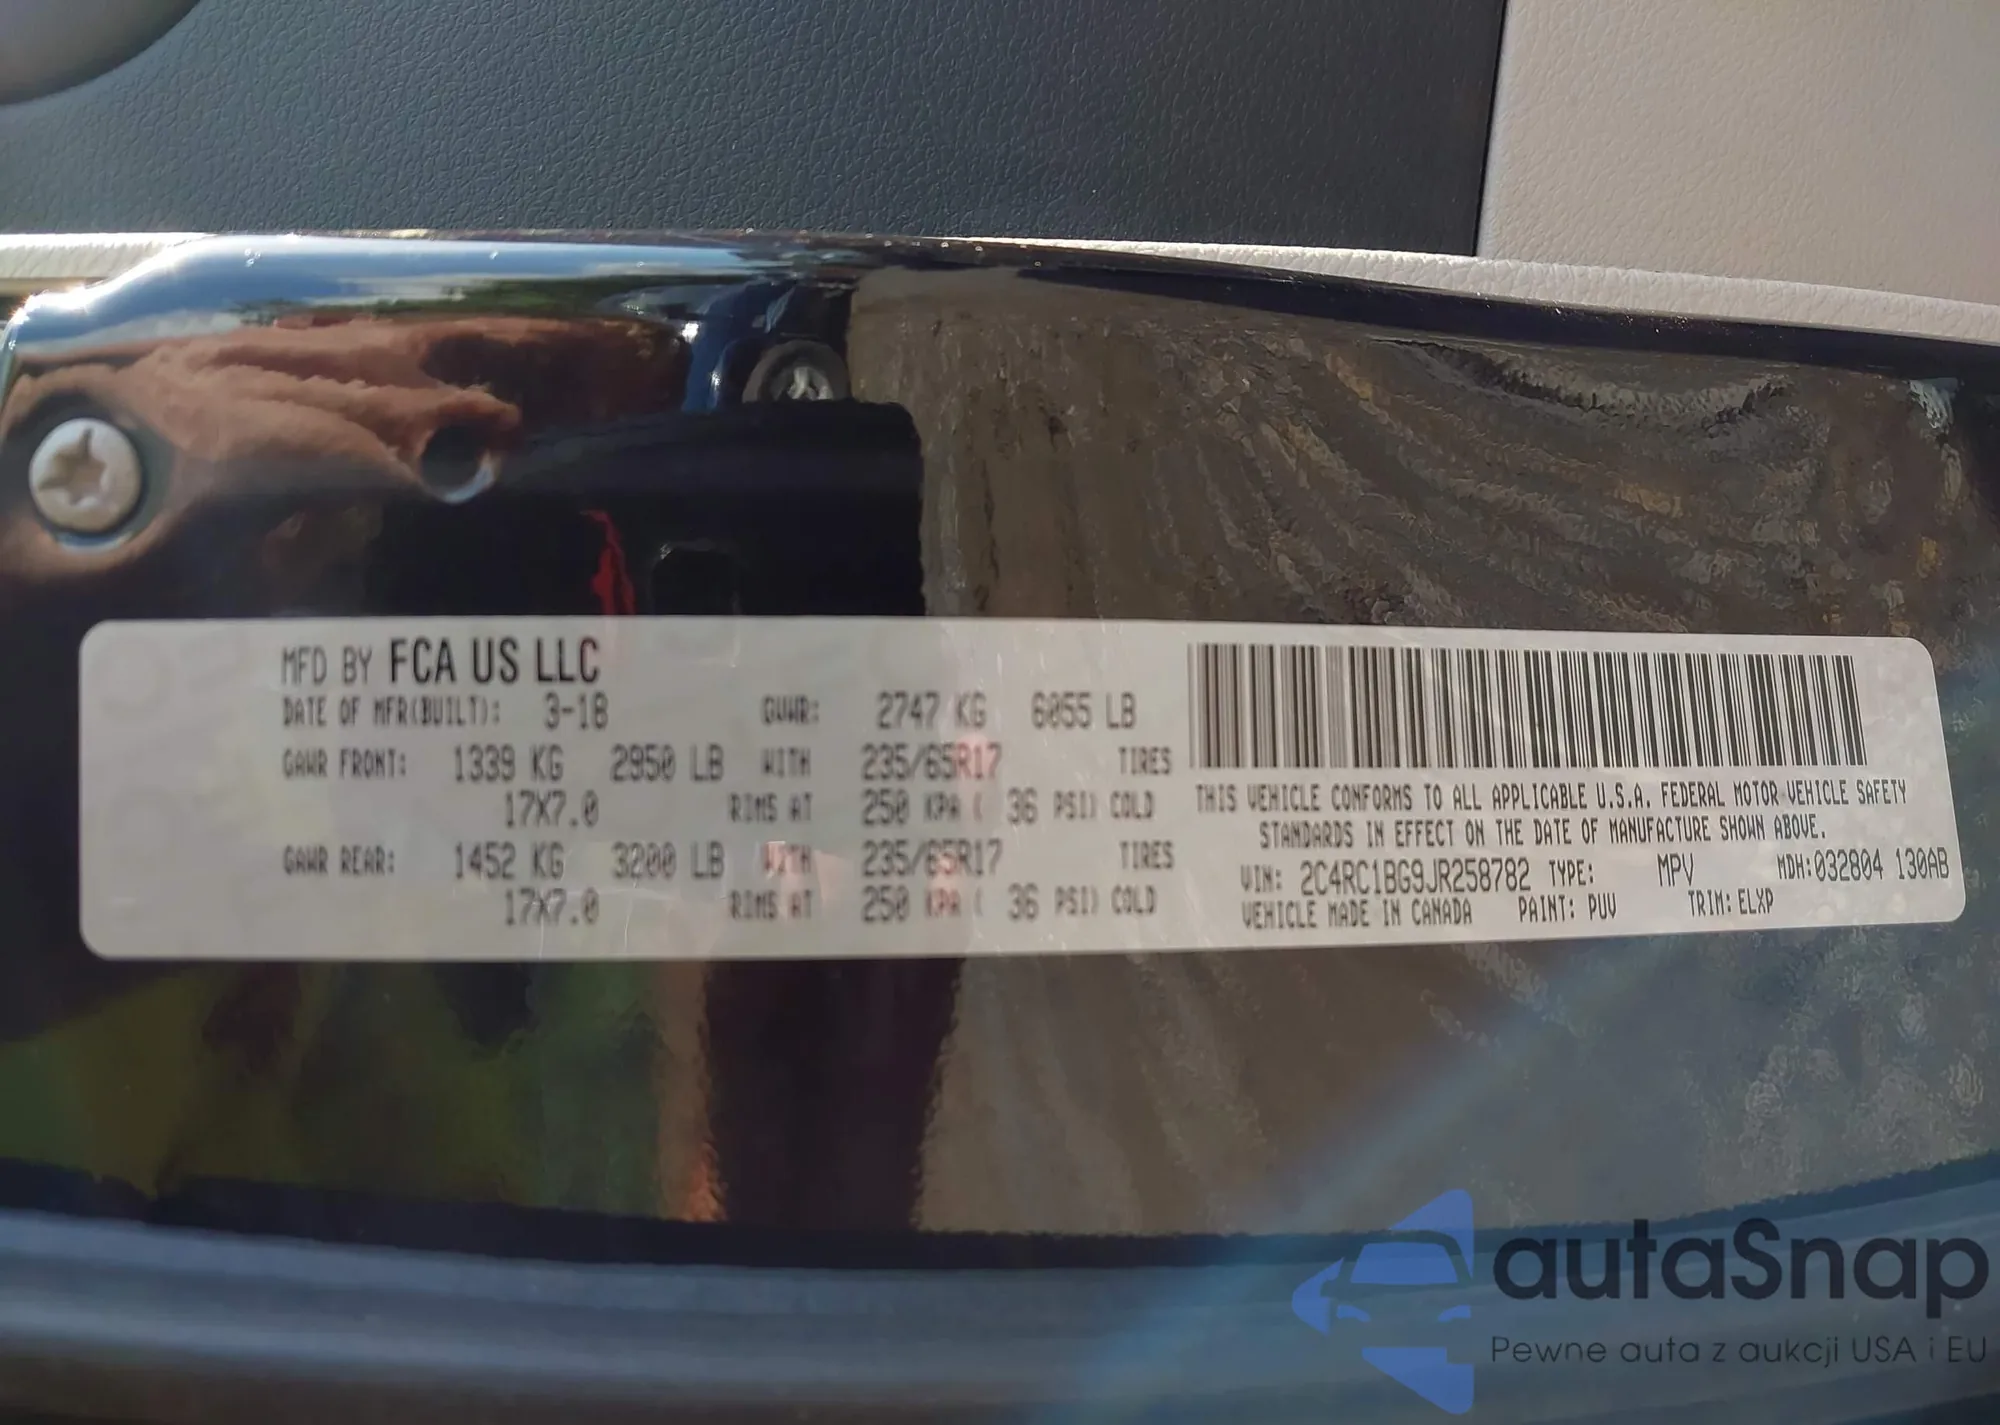 MFD BY FCA US LLC
DATE OF MFR(BUILT): 3-18 GVWR: 2747 KG 6055 LB
GAWR FRONT: 1339 KG 2950 LB WITH 235/65R17 TIRES
17X7.0 RIMS AT 250 KPA ( 36 PSI) COLD
GAWR REAR: 1452 KG 3200 LB WITH 235/65R17 TIRES
17X7.0 RIMS AT 250 KPA ( 36 PSI) COLD
THIS VEHICLE CONFORMS TO ALL APPLICABLE U.S.A. FEDERAL MOTOR VEHICLE SAFETY
STANDARDS IN EFFECT ON THE DATE OF MANUFACTURE SHOWN ABOVE.
VIN: 2C4RC1BG9JR258782 TYPE: MPV MDH:032804 130AB
VEHICLE MADE IN CANADA PAINT: PUV TRIM: ELXP
autaSnap
Pewne auta z aukcji USA i EU